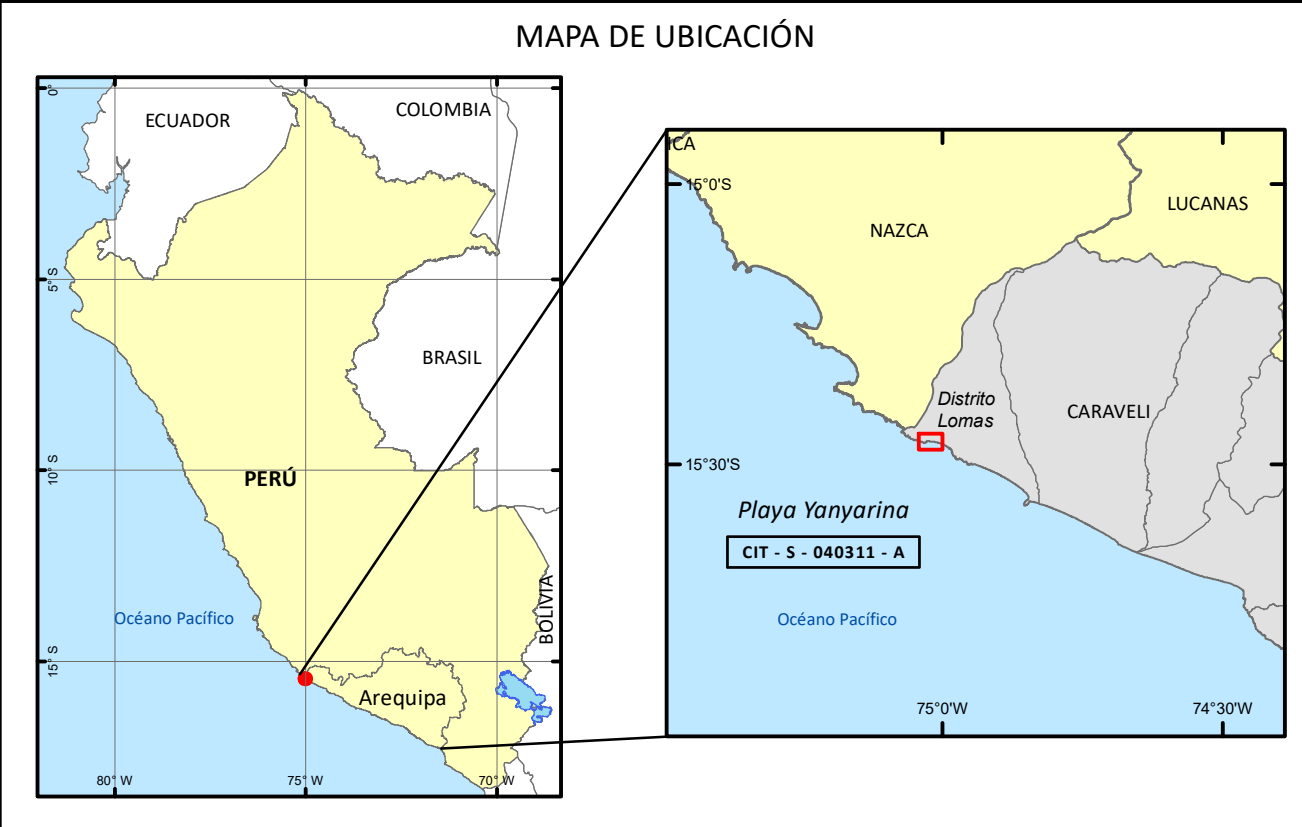 MAPA DE UBICACIÓN
0°
ECUADOR
COLOMBIA
5°S
BRASIL
10°S
PERÚ
BOLIVIA
Océano Pacífico
15°S
Arequipa
80° W
75° W
70° W
ICA
15°0'S
LUCANAS
NAZCA
Distrito
Lomas
CARAVELI
15°30'S
Playa Yanyarina
CIT - S - 040311 - A
Océano Pacífico
75°0'W
74°30'W